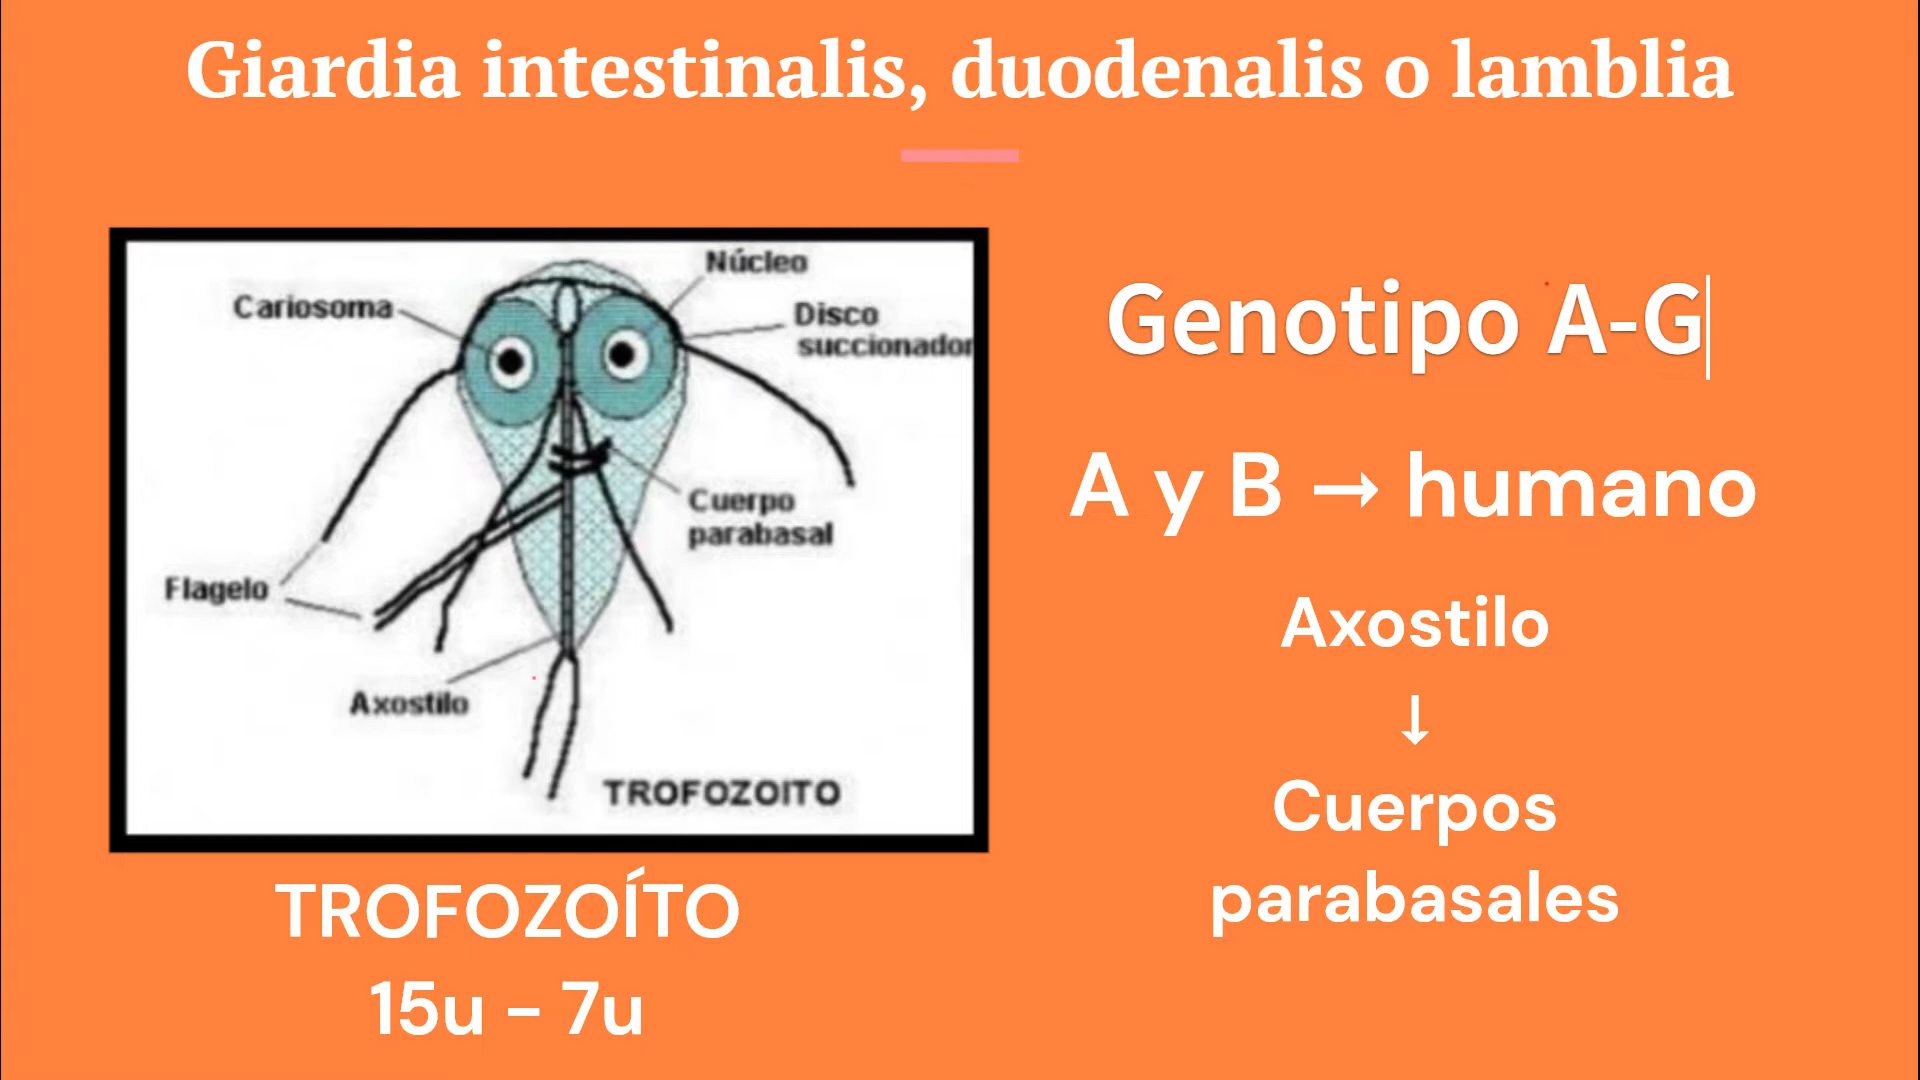 Giardia intestinalis, duodenalis o lamblia
Núcleo
Cariosoma
Disco
succionador
Cuerpo
parabasal
Flagelo
Axostilo
TROFOZOITO
TROFOZOÍTO
15u - 7u
Genotipo A-G
A y B → humano
Axostilo
↓
Cuerpos
parabasales